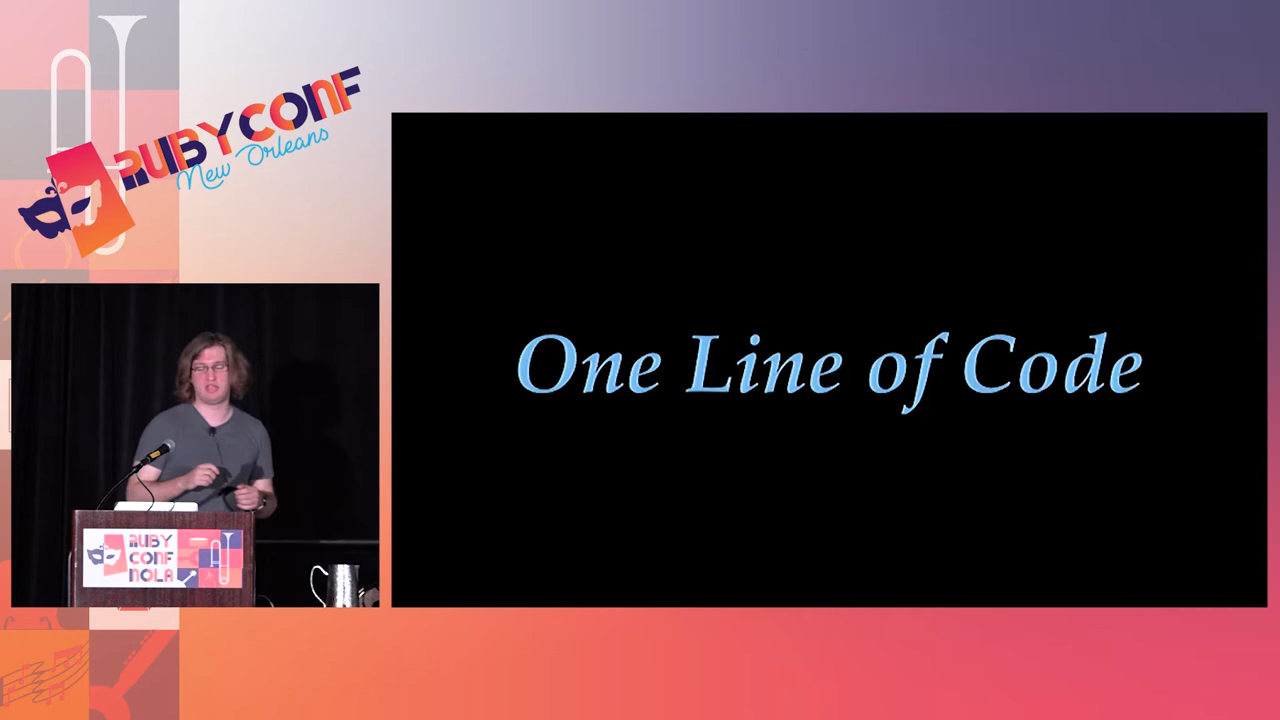 RUBYCONF
New Orleans
One Line of Code
RUBY
CONF
NOLA